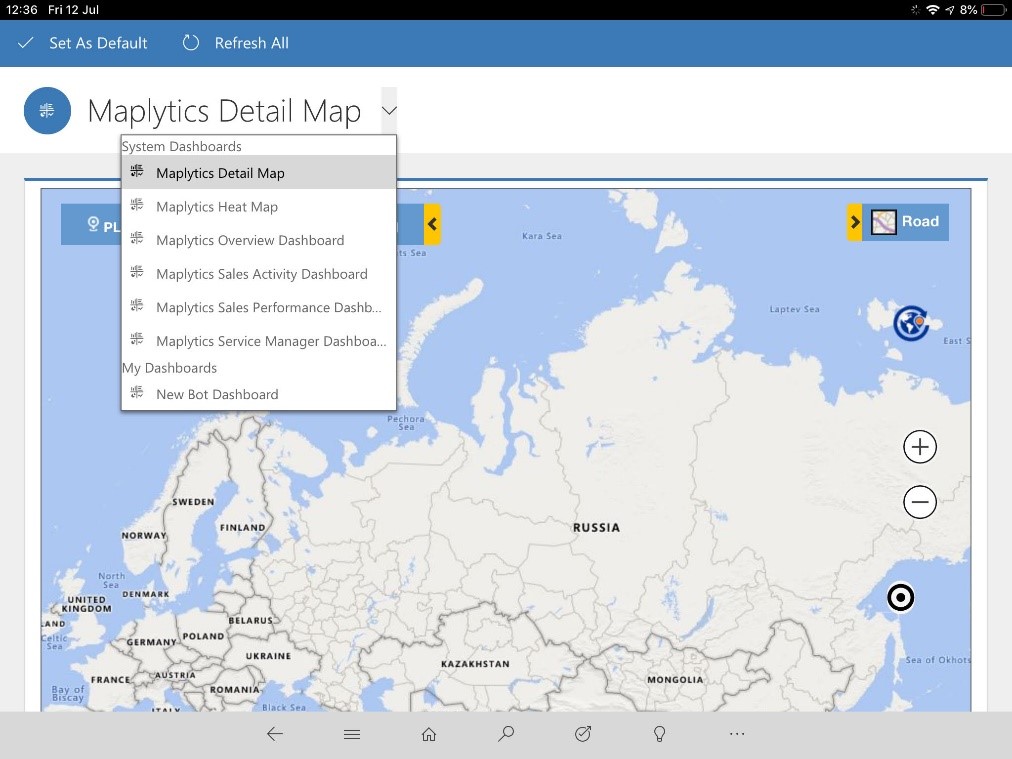 12:36 Fri 12 Jul
8%
Set As Default
Refresh All
Maplytics Detail Map
System Dashboards
Maplytics Detail Map
Maplytics Heat Map
Maplytics Overview Dashboard
Maplytics Sales Activity Dashboard
Maplytics Sales Performance Dashb...
Maplytics Service Manager Dashboa...
My Dashboards
New Bot Dashboard
PL
Road
Kara Sea
ts Sea
Laptev Sea
East S
Pechora
Sea
SWEDEN
FINLAND
NORWAY
RUSSIA
North
Sea
DENMARK
UNITED
KINGDOM
LAND
Celtic
Sea
BELARUS
POLAND
GERMANY
UKRAINE
KAZAKHSTAN
Sea of Okhots
FRANCE
AUSTRIA
MONGOLIA
ROMANIA
Bay of
Biscay
ITALY
Black Sea